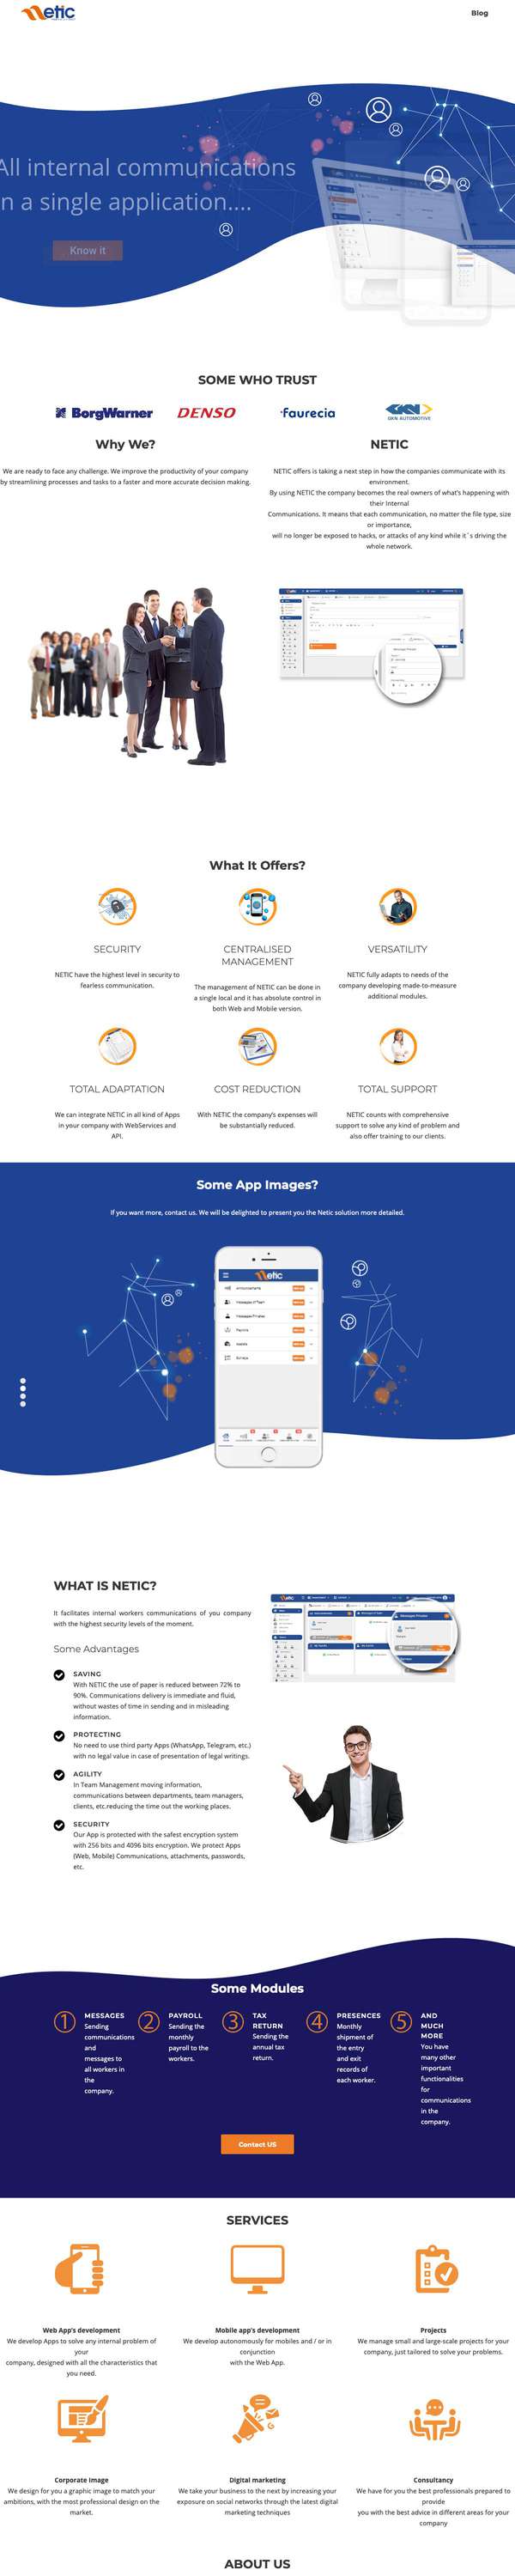 Netic
Blog
All internal communications
in a single application....
Know it
SOME WHO TRUST
BorgWarner
DENSO
faurecia
GKN AUTOMOTIVE
Why We?
We are ready to face any challenge. We improve the productivity of your company
by streamlining processes and tasks to a faster and more accurate decision making.
NETIC
NETIC offers is taking a next step in how the companies communicate with its
environment.
By using NETIC the company becomes the real owners of what's happening with
their Internal
Communications. It means that each communication, no matter the file type, size
or importance,
will no longer be exposed to hacks, or attacks of any kind while it´s driving the
whole network.
What It Offers?
SECURITY
NETIC have the highest level in security to
fearless communication.
CENTRALISED
MANAGEMENT
The management of NETIC can be done in
a single local and it has absolute control in
both Web and Mobile version.
VERSATILITY
NETIC fully adapts to needs of the
company developing made-to-measure
additional modules.
TOTAL ADAPTATION
We can integrate NETIC in all kind of Apps
in your company with WebServices and
API.
COST REDUCTION
With NETIC the company's expenses will
be substantially reduced.
TOTAL SUPPORT
NETIC counts with comprehensive
support to solve any kind of problem and
also offer training to our clients.
Some App Images?
If you want more, contact us. We will be delighted to present you the Netic solution more detailed.
Netic
WHAT IS NETIC?
It facilitates internal workers communications of you company
with the highest security levels of the moment.
Some Advantages
SAVING
With NETIC the use of paper is reduced between 72% to
90%. Communications delivery is immediate and fluid,
without wastes of time in sending and in misleading
information.
PROTECTING
No need to use third party Apps (WhatsApp, Telegram, etc.)
with no legal value in case of presentation of legal writings.
AGILITY
In Team Management moving information,
communications between departments, team managers,
clients, etc.reducing the time out the working places.
SECURITY
Our App is protected with the safest encryption system
with 256 bits and 4096 bits encryption. We protect Apps
(Web, Mobile) Communications, attachments, passwords,
etc.
Some Modules
1
MESSAGES
Sending
communications
and
messages to
all workers in
the
company.
2
PAYROLL
Sending the
monthly
payroll to the
workers.
3
TAX
RETURN
Sending the
annual tax
return.
4
PRESENCES
Monthly
shipment of
the entry
and exit
records of
each worker.
5
AND
MUCH
MORE
You have
many other
important
functionalities
for
communications
in the
company.
Contact US
SERVICES
Web App's development
We develop Apps to solve any internal problem of
your
company, designed with all the characteristics that
you need.
Mobile app's development
We develop autonomously for mobiles and / or in
conjunction
with the Web App.
Projects
We manage small and large-scale projects for your
company, just tailored to solve your problems.
Corporate Image
We design for you a graphic image to match your
ambitions, with the most professional design on the
market.
Digital marketing
We take your business to the next by increasing your
exposure on social networks through the latest digital
marketing techniques
Consultancy
We have for you the best professionals prepared to
provide
you with the best advice in different areas for your
company
ABOUT US